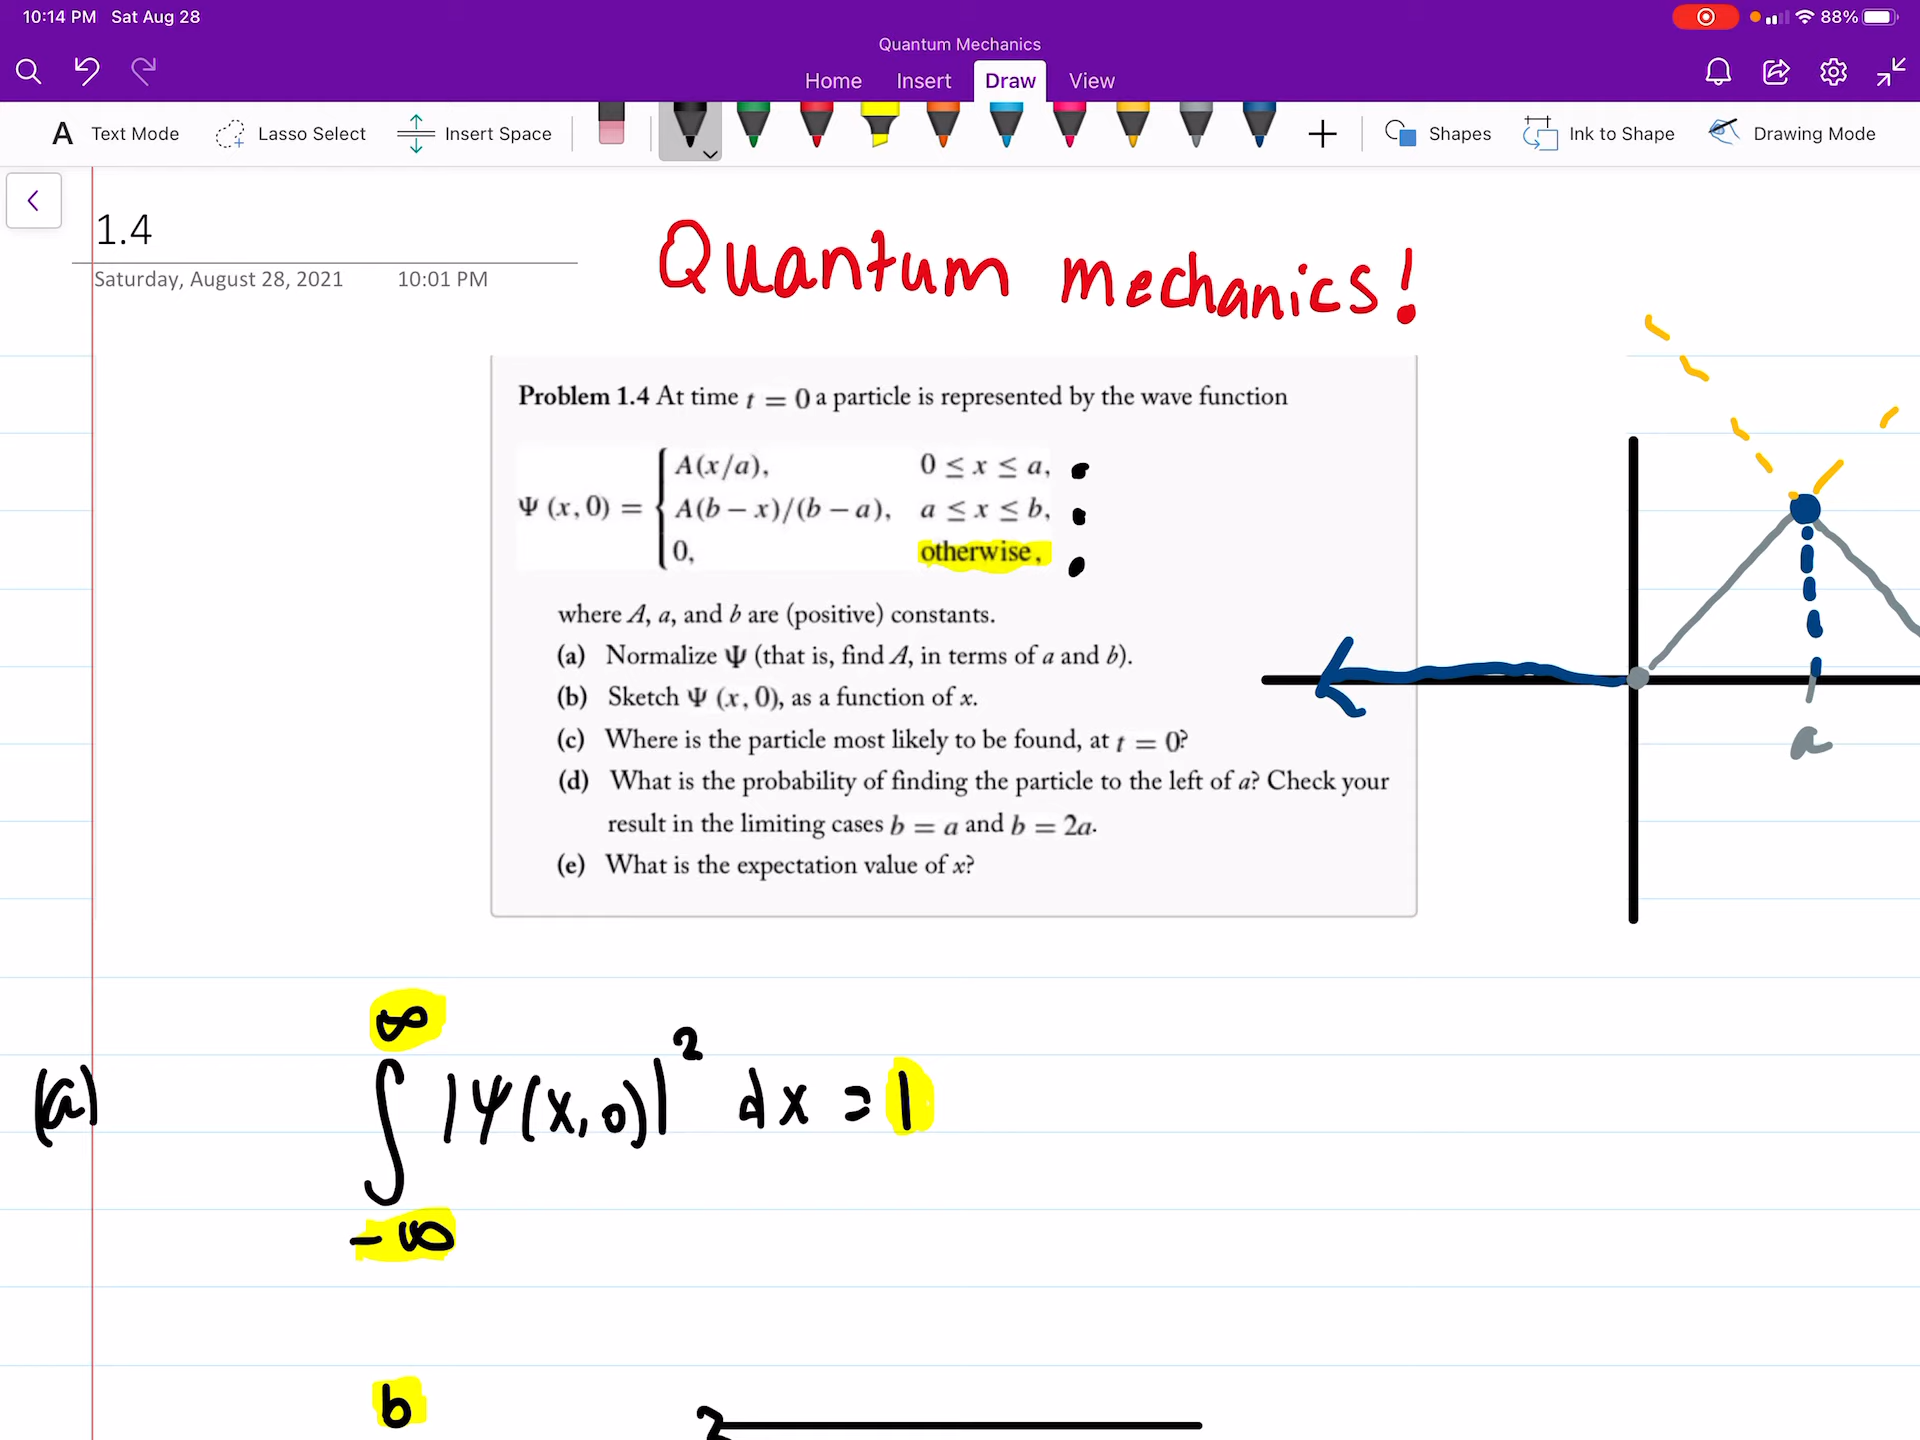 10:14 PM Sat Aug 28
88%
Quantum Mechanics
Home Insert Draw View
Text Mode Lasso Select Insert Space Shapes Ink to Shape Drawing Mode
1.4
Saturday, August 28, 2021 10:01 PM
Quantum mechanics!
Problem 1.4 At time t = 0 a particle is represented by the wave function
Ψ (x, 0) = { A(x/a), 0 ≤ x ≤ a,
A(b − x)/(b − a), a ≤ x ≤ b,
0, otherwise,
where A, a, and b are (positive) constants.
(a) Normalize Ψ (that is, find A, in terms of a and b).
(b) Sketch Ψ (x, 0), as a function of x.
(c) Where is the particle most likely to be found, at t = 0?
(d) What is the probability of finding the particle to the left of a? Check your
result in the limiting cases b = a and b = 2a.
(e) What is the expectation value of x?
a
(a) ∫_{-∞}^{∞} |Ψ(x,0)|² dx = 1
b